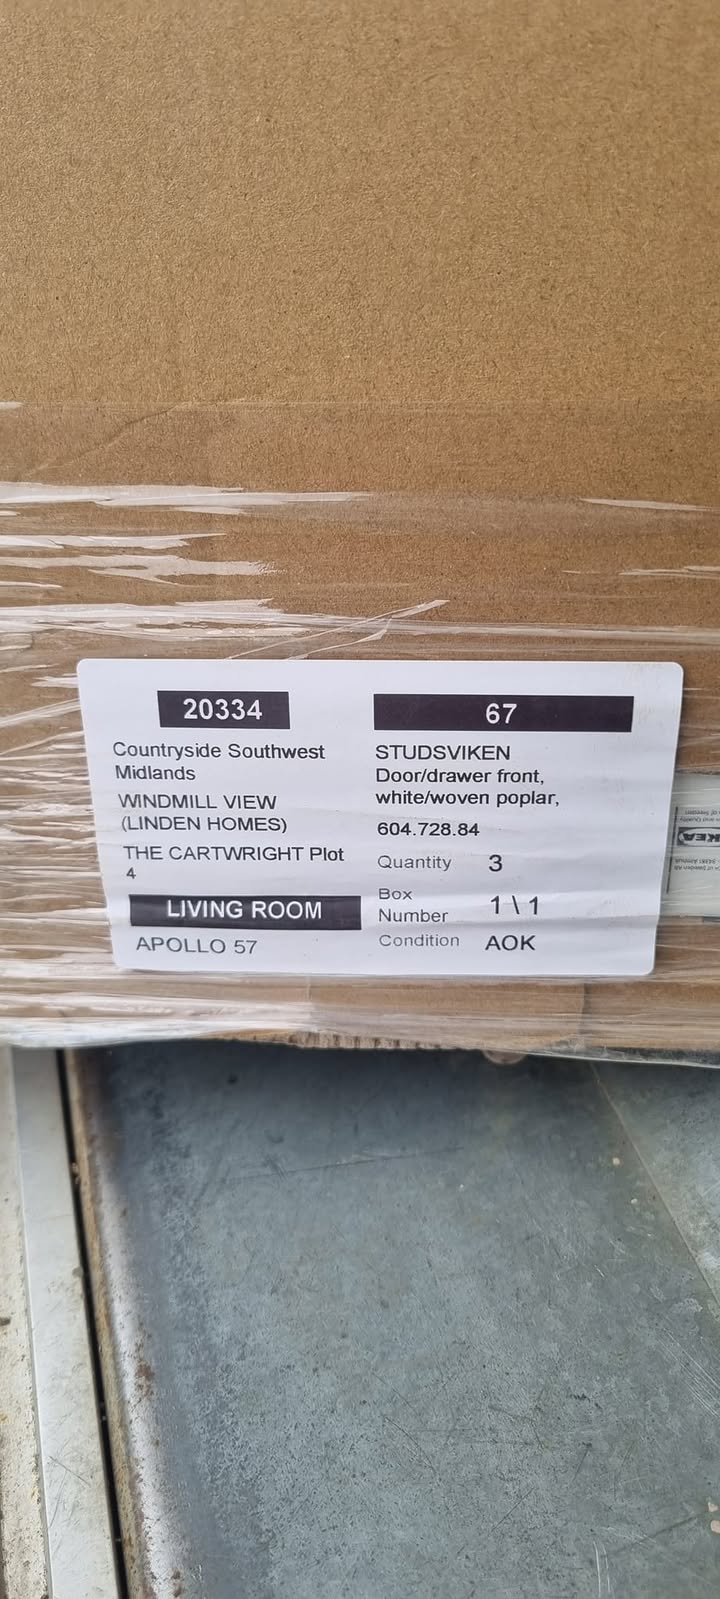 20334
Countryside Southwest
Midlands
WINDMILL VIEW
(LINDEN HOMES)
THE CARTWRIGHT Plot
4
LIVING ROOM
APOLLO 57
67
STUDSVIKEN
Door/drawer front,
white/woven poplar,
604.728.84
Quantity 3
Box
Number 1 \ 1
Condition AOK
IKEA